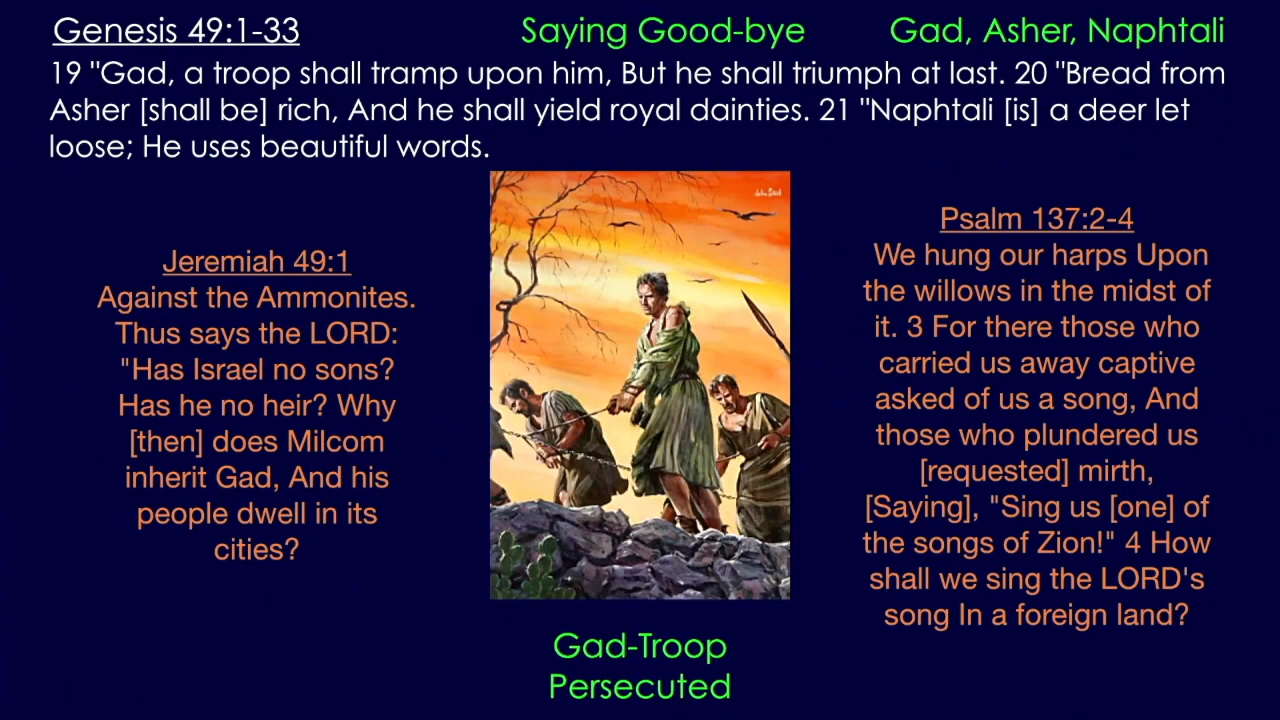 Genesis 49:1-33 Saying Good-bye Gad, Asher, Naphtali
19 "Gad, a troop shall tramp upon him, But he shall triumph at last. 20 "Bread from
Asher [shall be] rich, And he shall yield royal dainties. 21 "Naphtali [is] a deer let
loose; He uses beautiful words.
Jeremiah 49:1
Against the Ammonites.
Thus says the LORD:
"Has Israel no sons?
Has he no heir? Why
[then] does Milcom
inherit Gad, And his
people dwell in its
cities?
Psalm 137:2-4
We hung our harps Upon
the willows in the midst of
it. 3 For there those who
carried us away captive
asked of us a song, And
those who plundered us
[requested] mirth,
[Saying], "Sing us [one] of
the songs of Zion!" 4 How
shall we sing the LORD's
song In a foreign land?
Gad-Troop
Persecuted